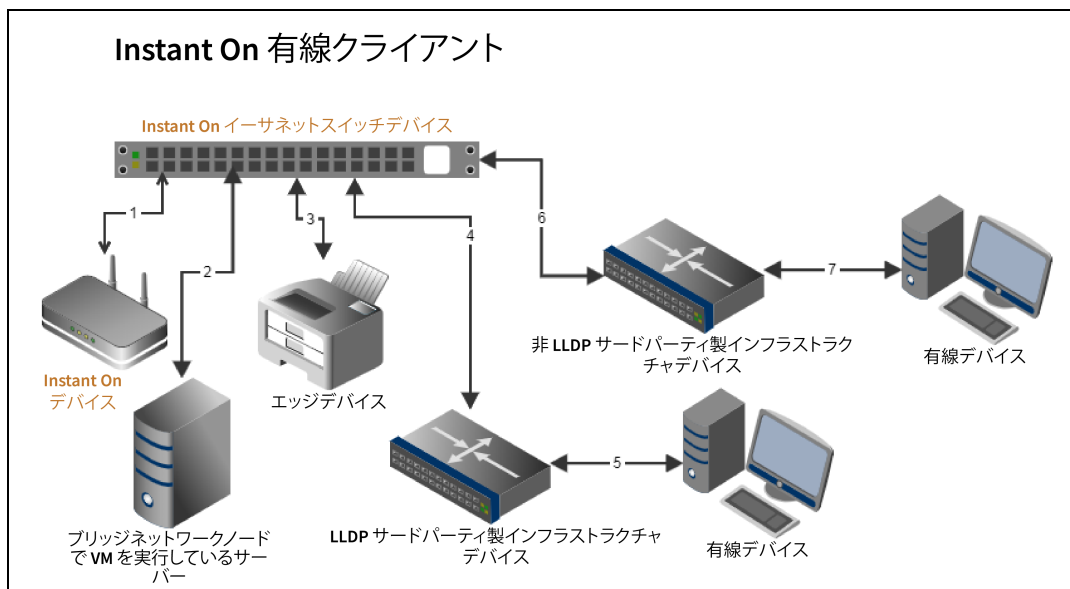 Instant On 有線クライアント
Instant On イーサネットスイッチデバイス
1
2
3
4
6
7
Instant On
デバイス
エッジデバイス
非 LLDP サードパーティ製インフラストラク
チャデバイス
有線デバイス
5
ブリッジネットワークノード
で VM を実行しているサー
バー
LLDP サードパーティ製インフラストラクチャ
デバイス
有線デバイス